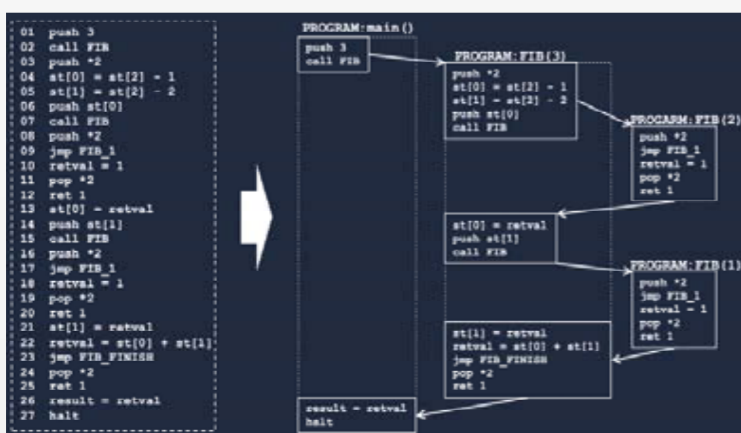 01 push 3
02 call FIB
03 push *2
04 st[0] = st[2] - 1
05 st[1] = st[2] - 2
06 push st[0]
07 call FIB
08 push *2
09 jmp FIB_1
10 retval = 1
11 pop *2
12 ret 1
13 st[0] = retval
14 push st[1]
15 call FIB
16 push *2
17 jmp FIB_1
18 retval = 1
19 pop *2
20 ret 1
21 st[1] = retval
22 retval = st[0] + st[1]
23 jmp FIB_FINISH
24 pop *2
25 ret 1
26 result = retval
27 halt
PROGRAM:main()
push 3
call FIB
PROGRAM:FIB(3)
push *2
st[0] = st[2] - 1
st[1] = st[2] - 2
push st[0]
call FIB
PROGARM:FIB(2)
push *2
jmp FIB_1
retval = 1
pop *2
ret 1
st[0] = retval
push st[1]
call FIB
PROGRAM:FIB(1)
push *2
jmp FIB_1
retval = 1
pop *2
ret 1
st[1] = retval
retval = st[0] + st[1]
jmp FIB_FINISH
pop *2
ret 1
result = retval
halt